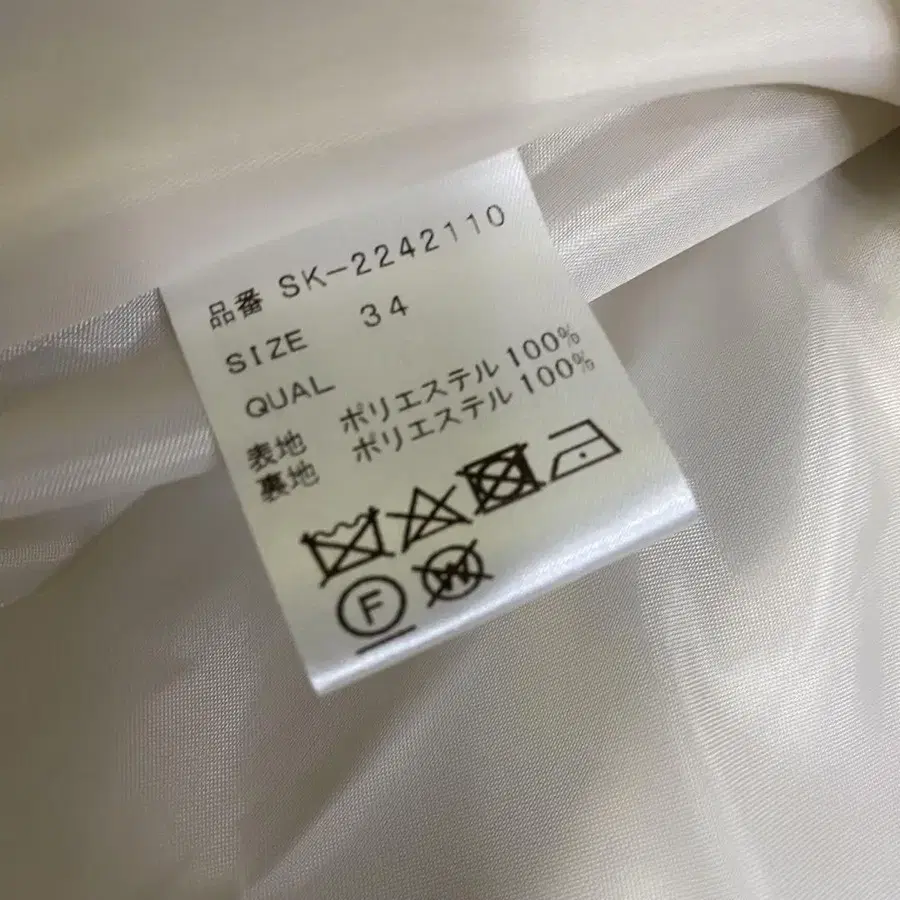 品番 SK-2242110
SIZE 34
QUAL
表地 ポリエステル 100%
裏地 ポリエステル 100%
F
W